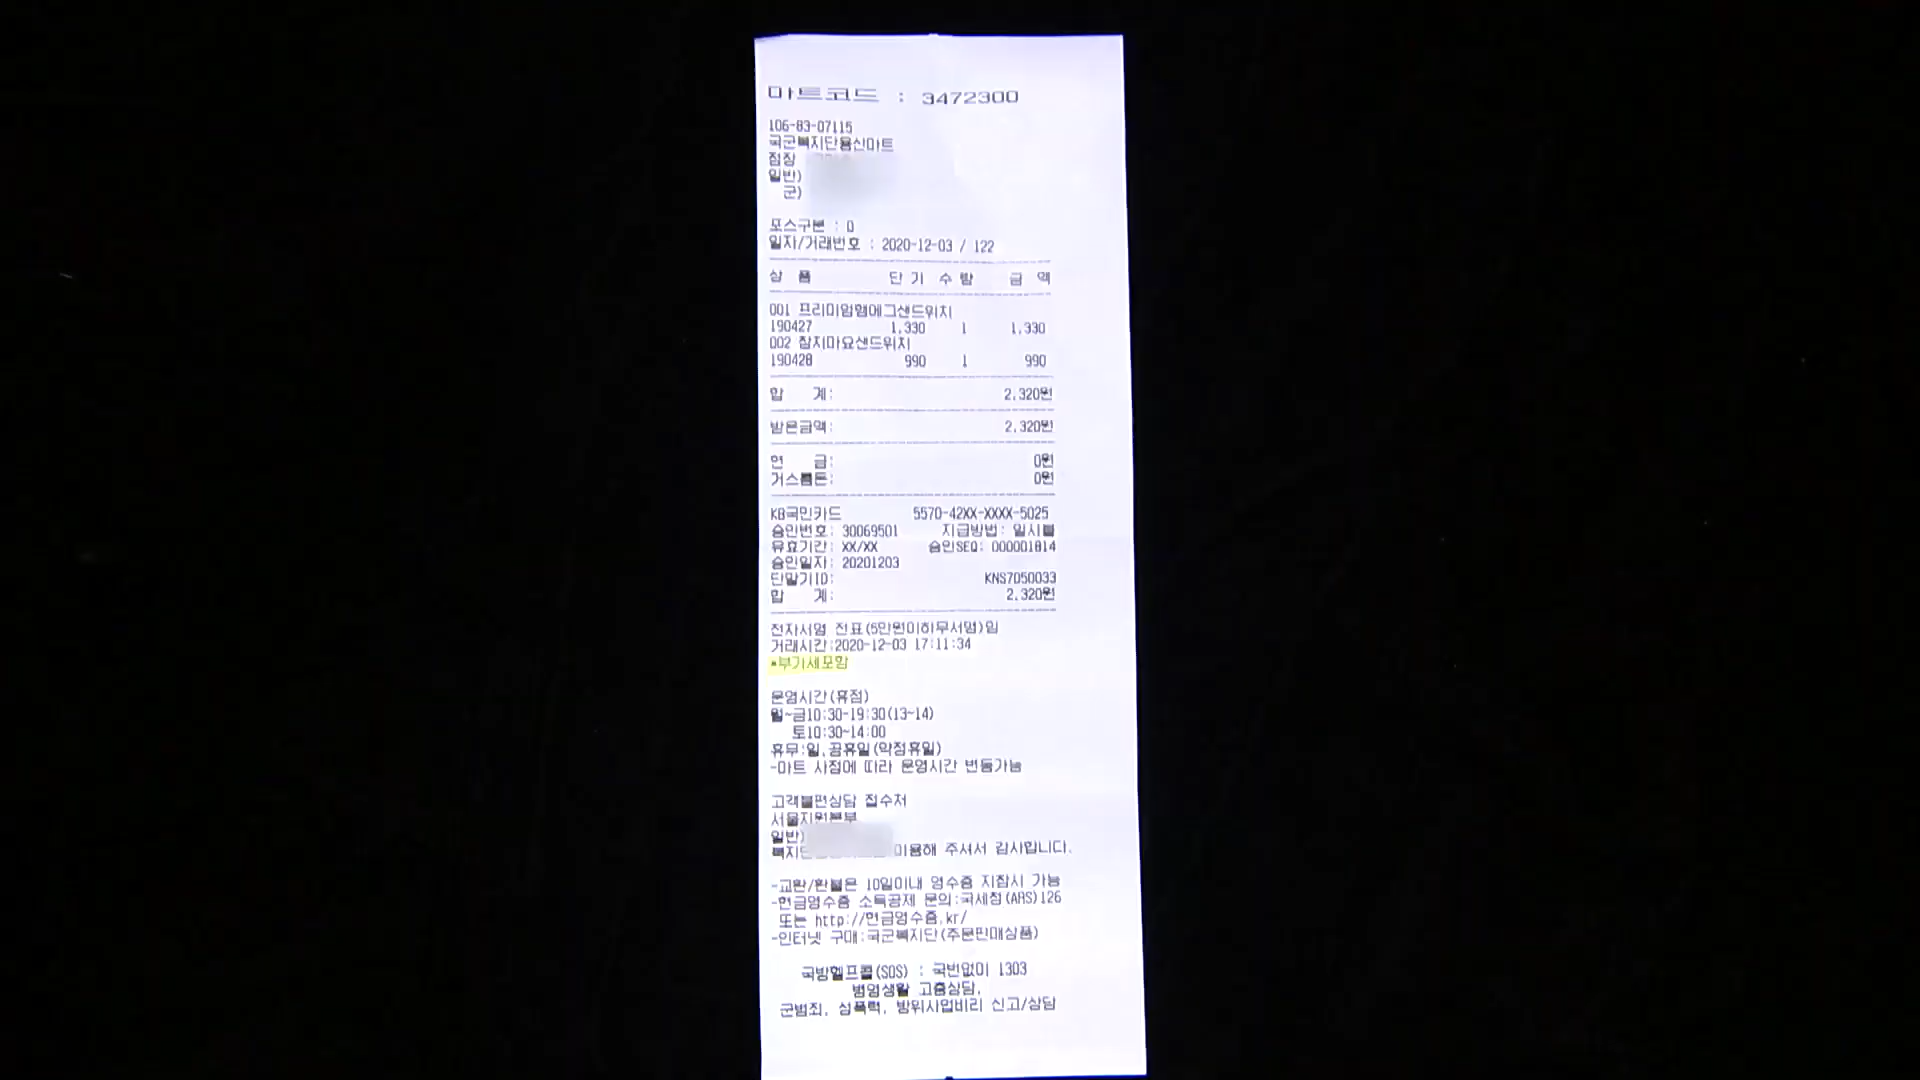 마트코드 : 3472300
106-83-07115
국군복지단용산마트
점장
일반)
군)
포스구분 : 0
일자/거래번호 : 2020-12-03 / 122
상 품 단 가 수 량 금 액
001 프리미엄햄에그샌드위치
190427 1,330 1 1,330
002 참치마요샌드위치
190428 990 1 990
합 계: 2,320원
받은금액: 2,320원
현 금: 0원
거스름돈: 0원
KB국민카드 5570-42XX-XXXX-5025
승인번호: 30069501 지급방법: 일시불
유효기간: XX/XX 승인SEQ: 000001814
승인일자: 20201203
단말기ID: KNS7050033
합 계: 2,320원
전자서명 전표(5만원이하무서명)임
거래시간:2020-12-03 17:11:34
*부가세포함
운영시간(휴점)
월~금10:30-19:30(13~14)
토10:30~14:00
휴무:일,공휴일(약정휴일)
-마트 사정에 따라 운영시간 변동가능
고객불편상담 접수처
서울지원본부
일반)
복지단 이용해 주셔서 감사합니다.
-교환/환불은 10일이내 영수증 지참시 가능
-현금영수증 소득공제 문의:국세청(ARS)126
또는 http://현금영수증.kr/
-인터넷 구매:국군복지단(주문판매상품)
국방헬프콜(SOS) : 국번없이 1303
병영생활 고충상담,
군범죄, 성폭력, 방위사업비리 신고/상담